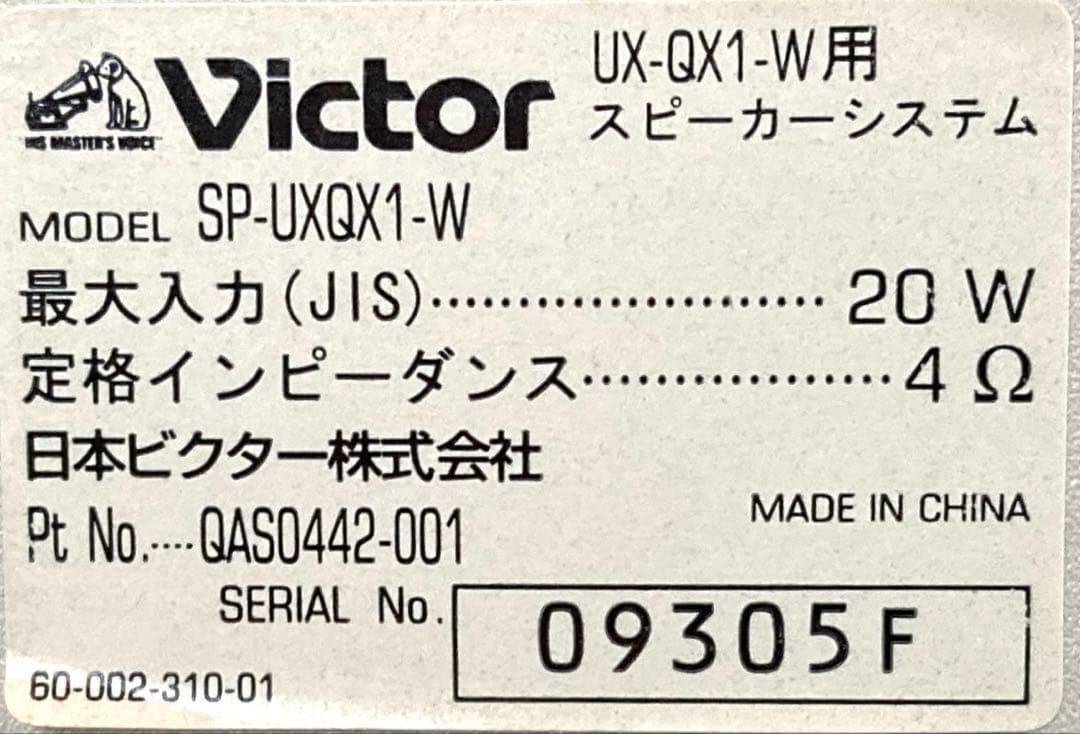 HIS MASTER'S VOICE
Victor
UX-QX1-W用
スピーカーシステム
MODEL SP-UXQX1-W
最大入力(JIS)························20 W
定格インピーダンス··················4 Ω
日本ビクター株式会社
Pt No.····QAS0442-001
MADE IN CHINA
SERIAL No. 09305F
60-002-310-01